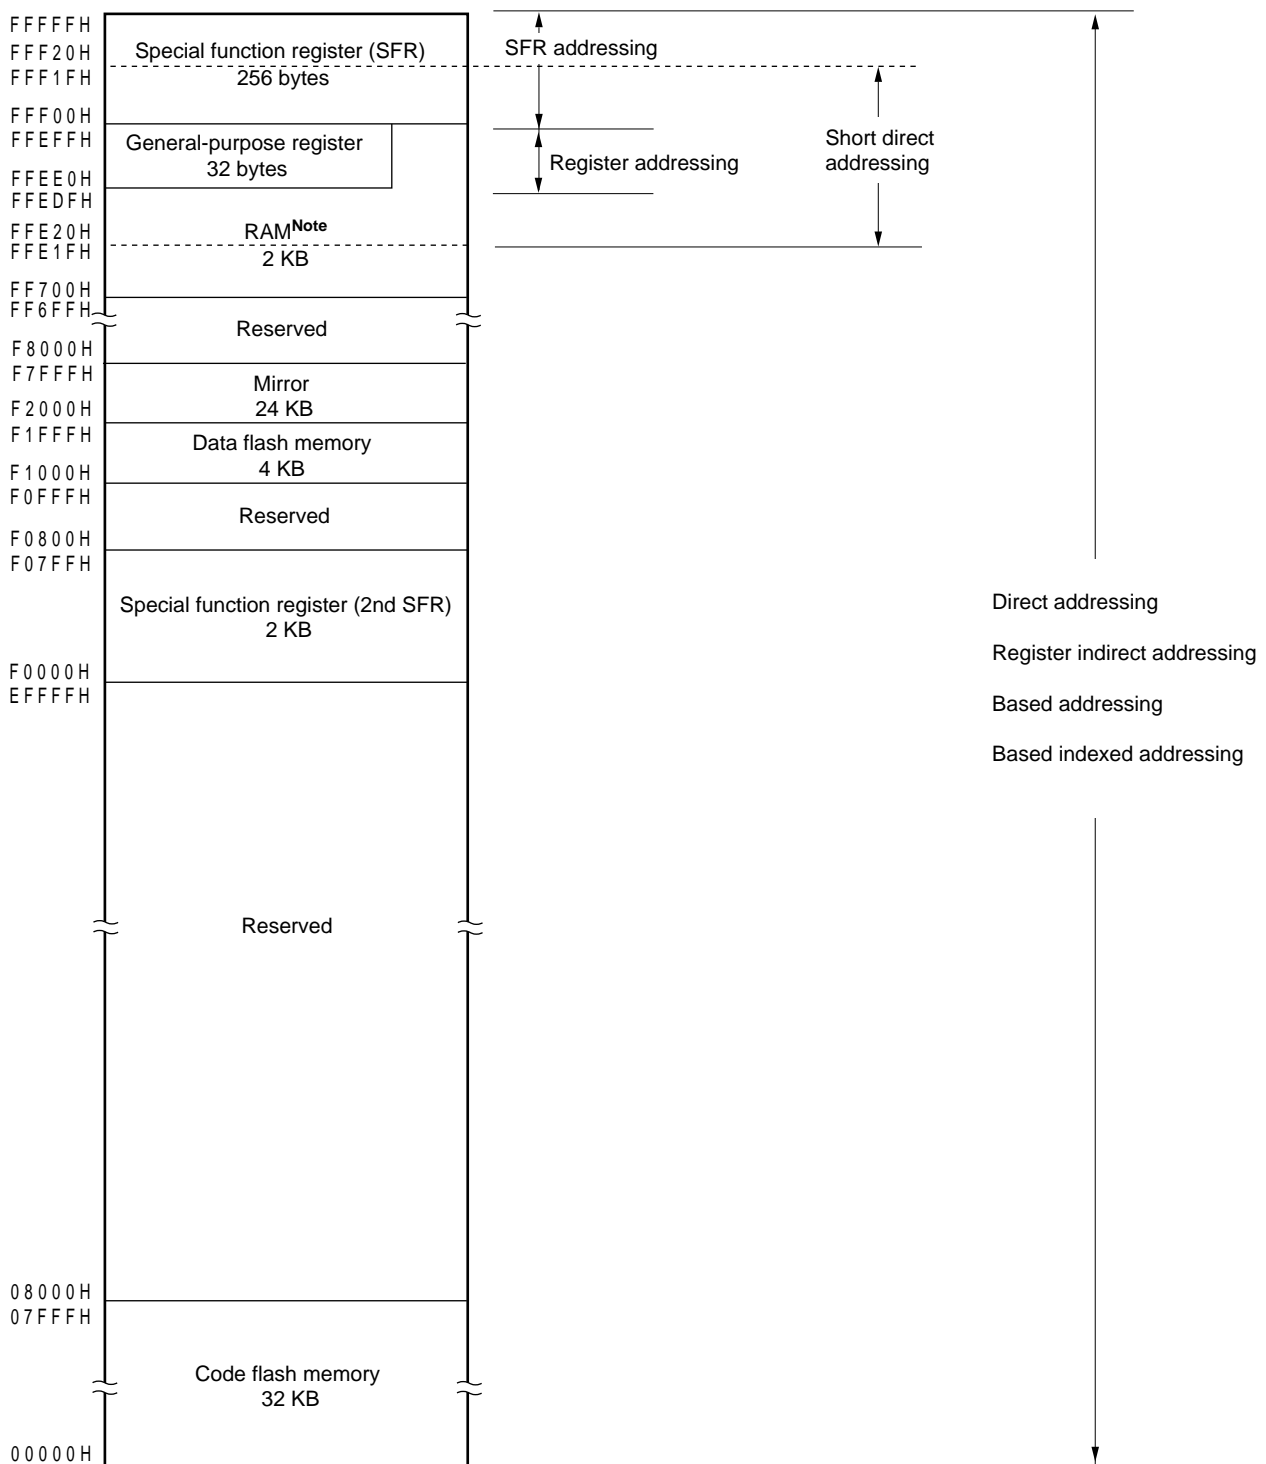 FFFFFH
FFF20H
Special function register (SFR)
SFR addressing
FFF1FH
256 bytes
FFF00H
FFEFFH
General-purpose register
32 bytes
Register addressing
Short direct
addressing
FFEE0H
FFEDFH
FFE20H
RAMNote
FFE1FH
2 KB
FF700H
FF6FFH
Reserved
F8000H
F7FFFH
Mirror
24 KB
F2000H
F1FFFH
Data flash memory
4 KB
F1000H
F0FFFH
Reserved
F0800H
F07FFH
Special function register (2nd SFR)
2 KB
Direct addressing
Register indirect addressing
Based addressing
Based indexed addressing
F0000H
EFFFFH
Reserved
08000H
07FFFH
Code flash memory
32 KB
00000H